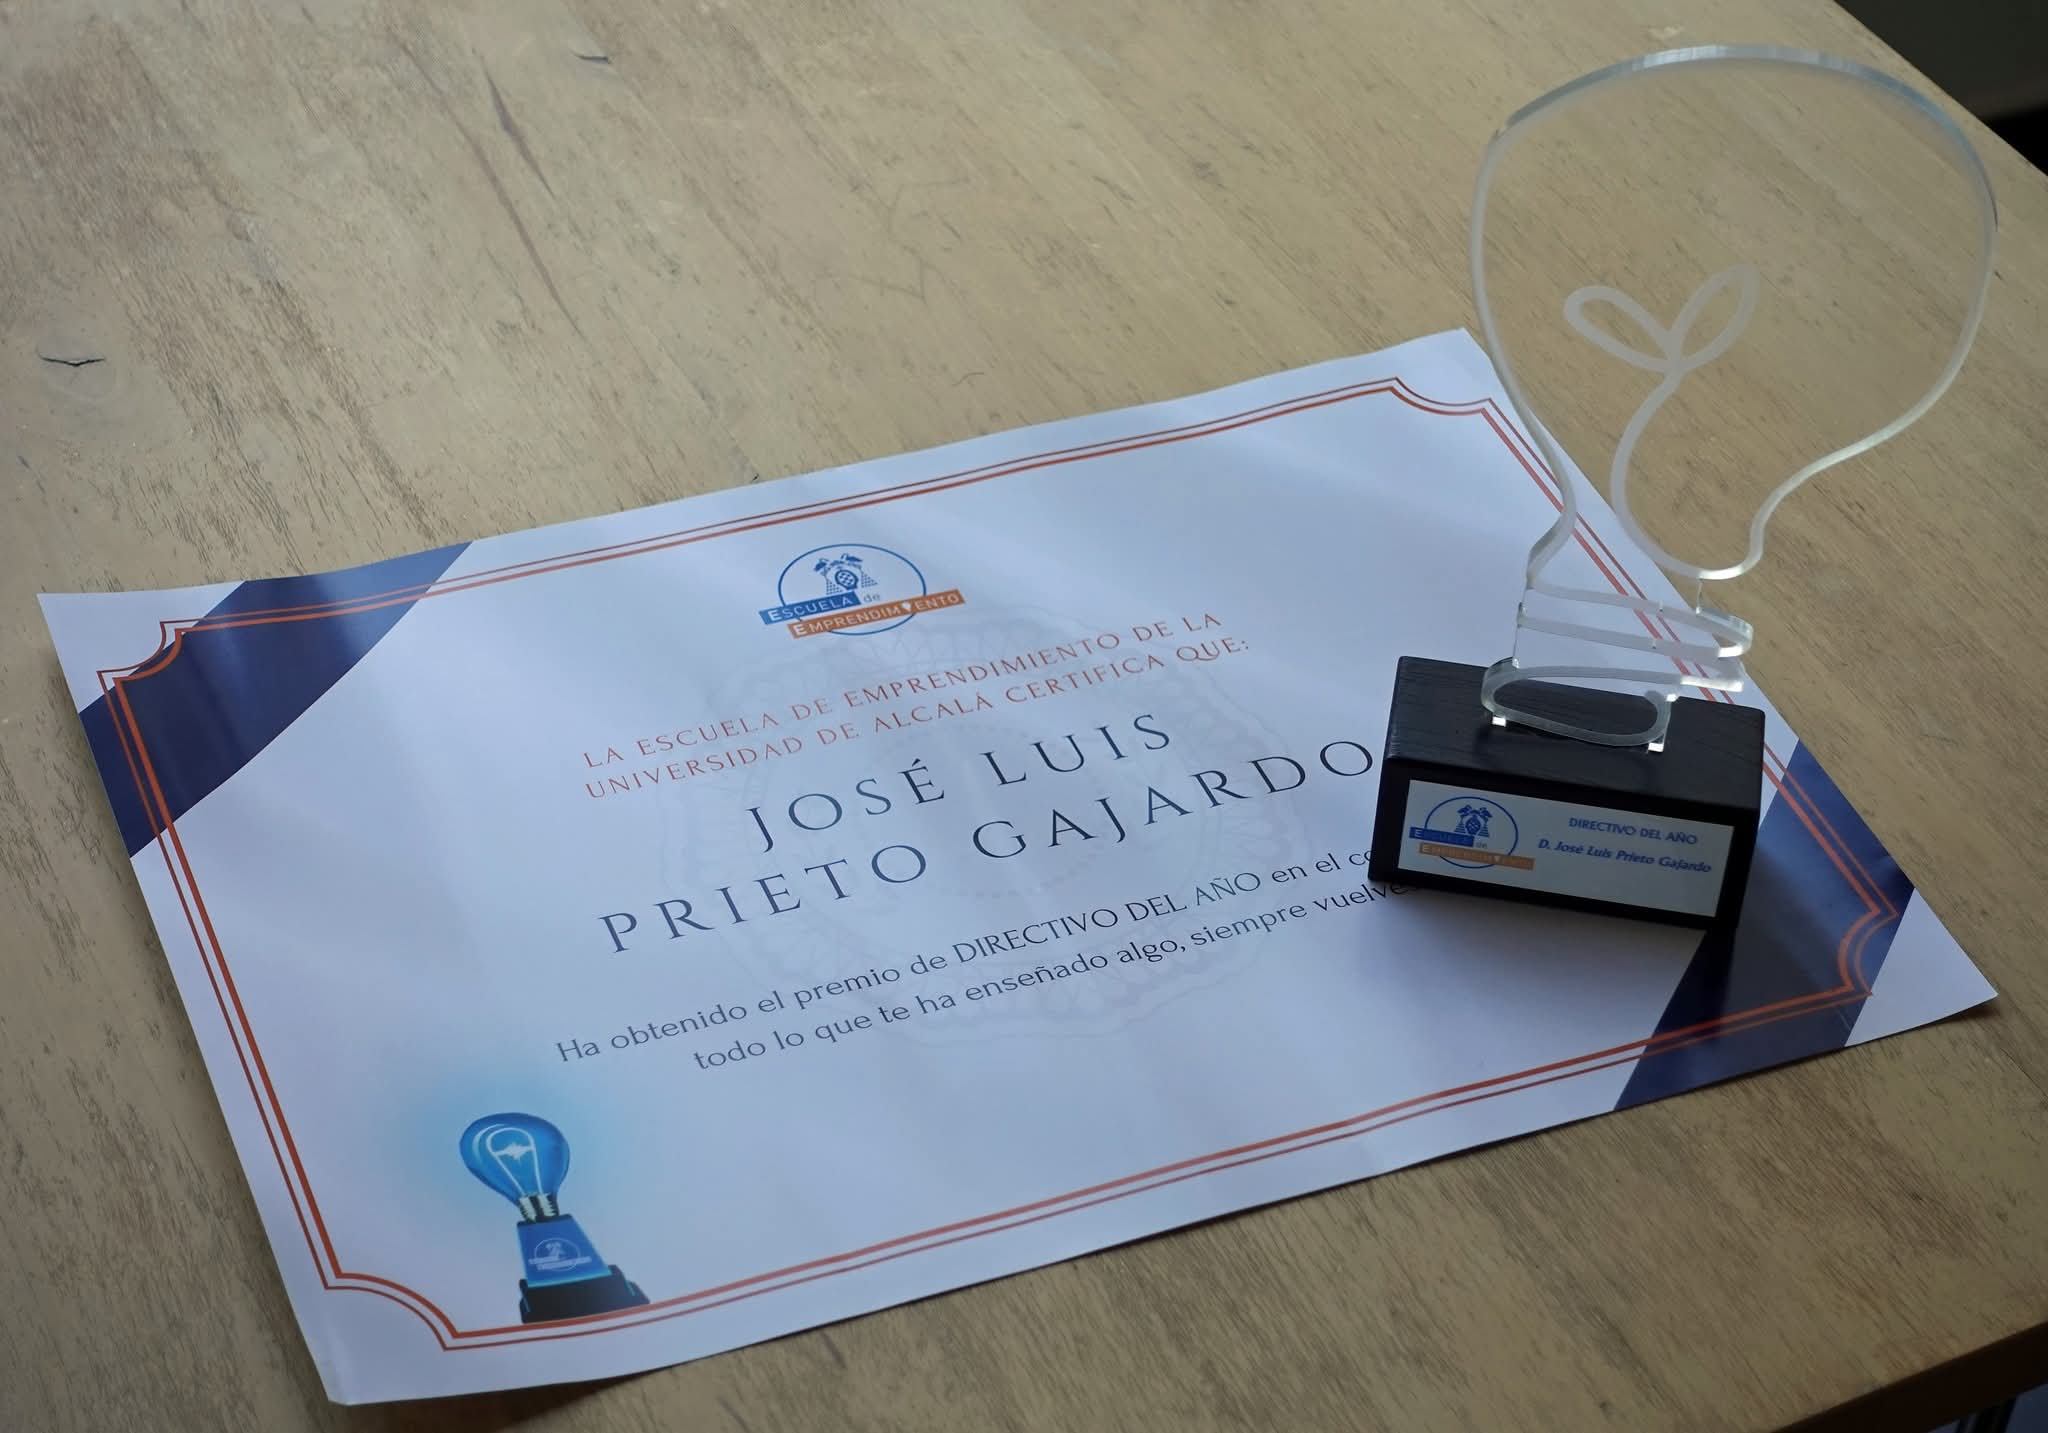 ESCUELA de
EMPRENDIMIENTO
LA ESCUELA DE EMPRENDIMIENTO DE LA
UNIVERSIDAD DE ALCALÁ CERTIFICA QUE:
JOSÉ LUIS
PRIETO GAJARDO
Ha obtenido el premio de DIRECTIVO DEL AÑO en el
todo lo que te ha enseñado algo, siempre
ESCUELA de
EMPRENDIMIENTO
DIRECTIVO DEL AÑO
D. José Luis Prieto Gajardo